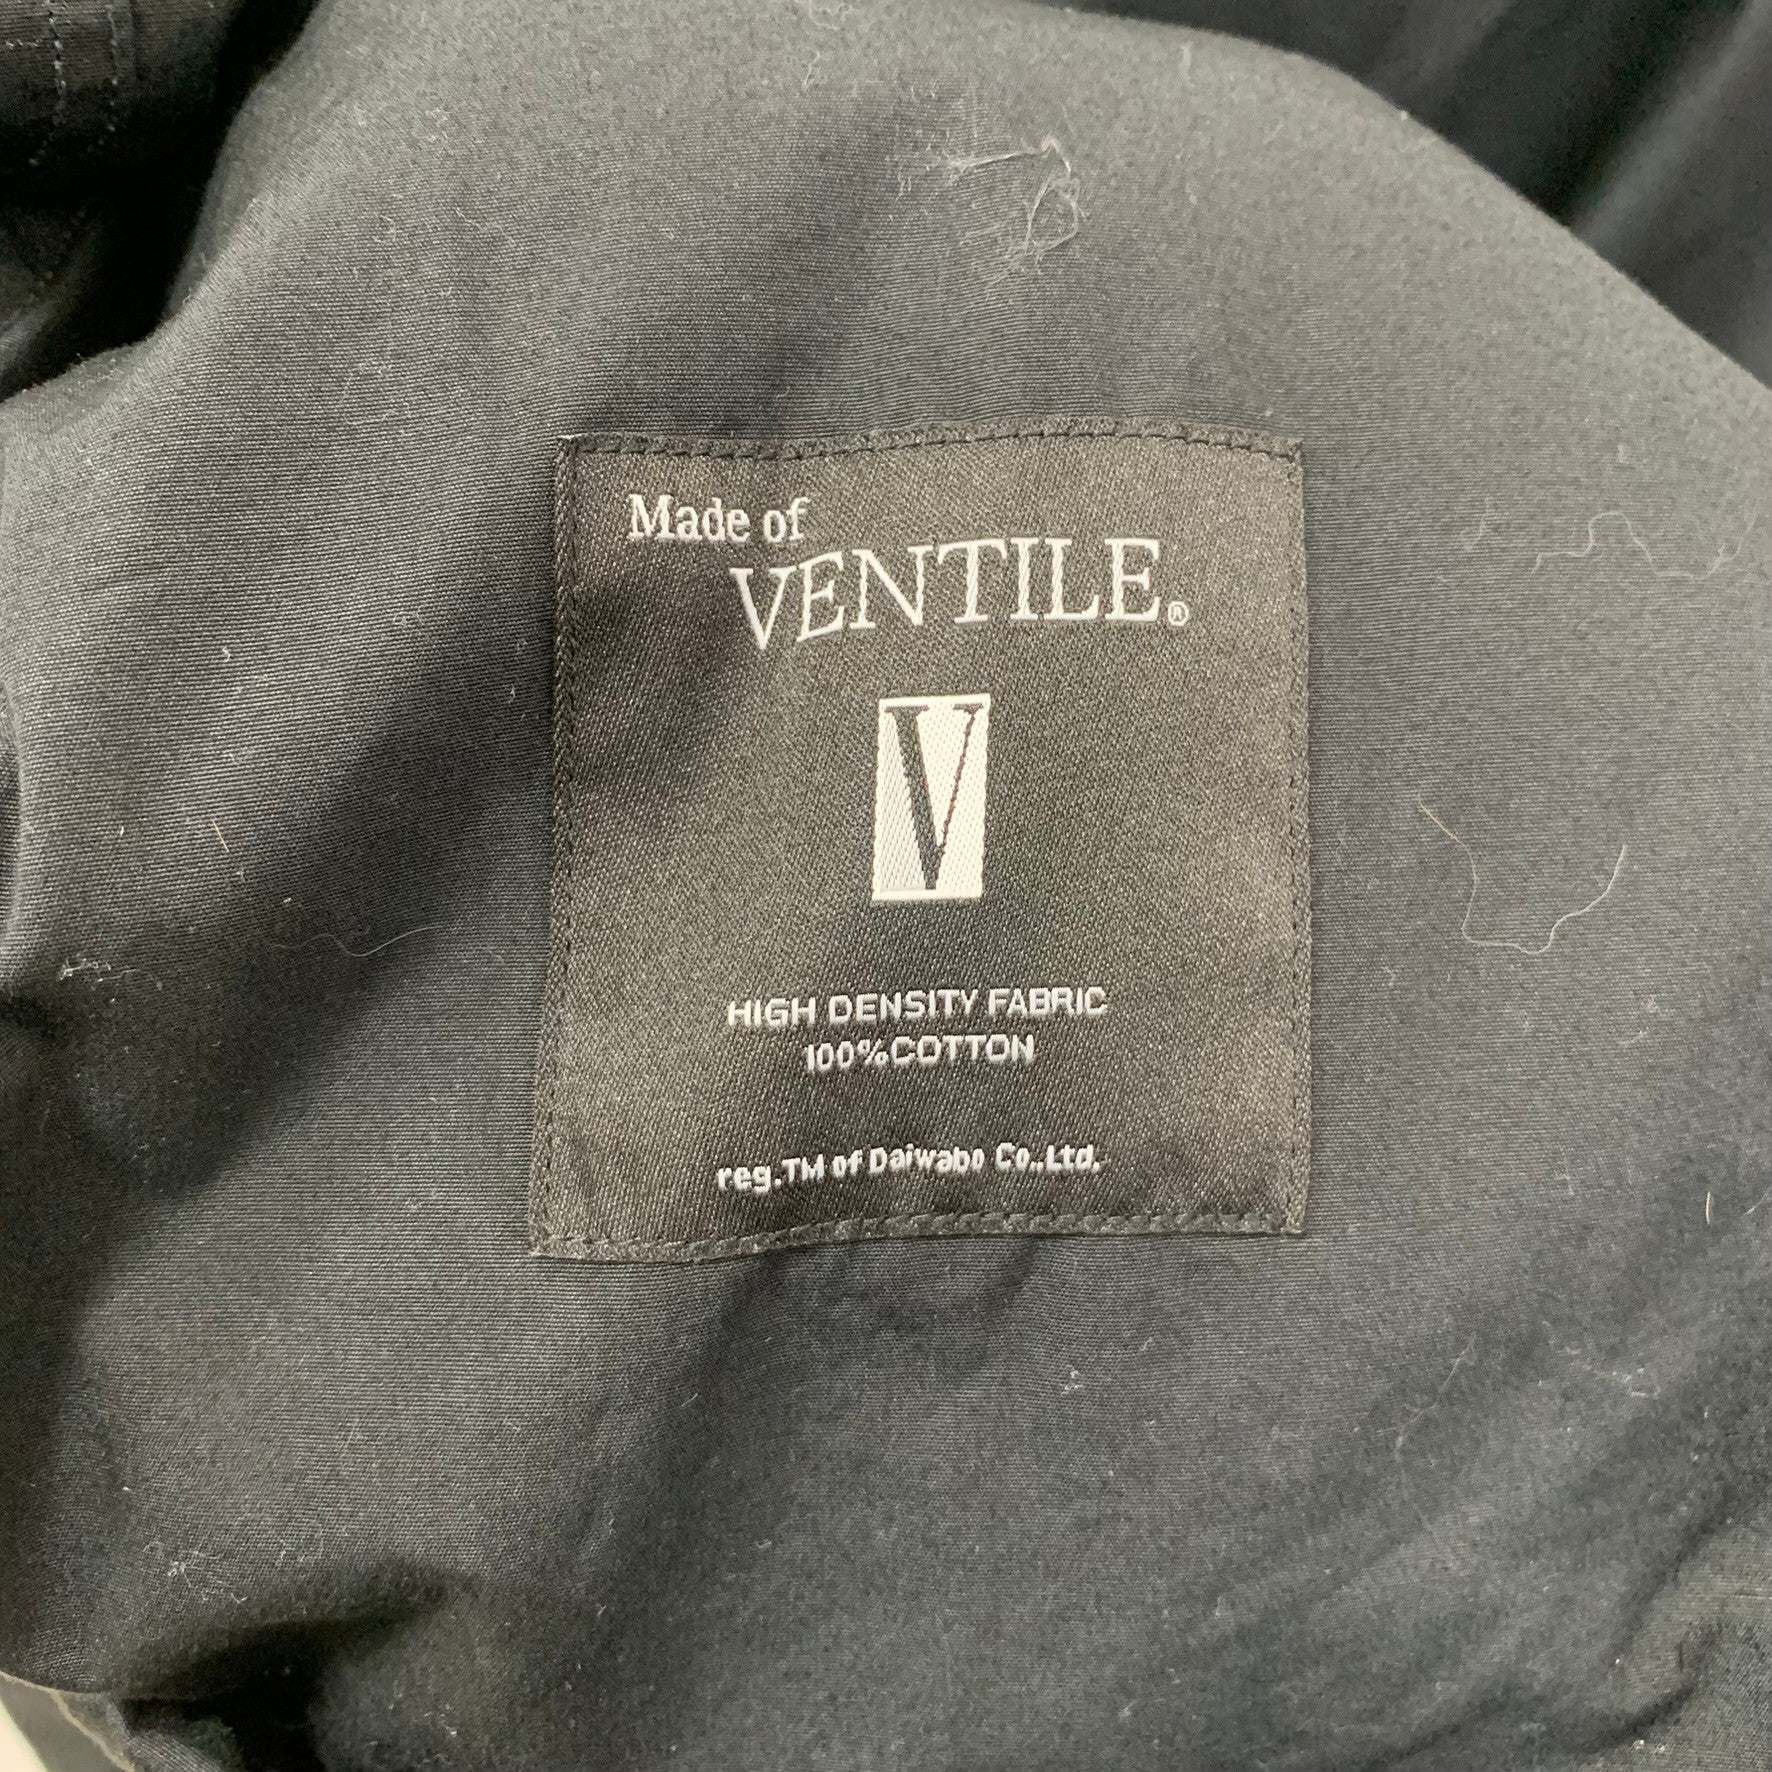 Made of
VENTILE®
V
HIGH DENSITY FABRIC
100%COTTON
reg.TM of Daiwabo Co.,Ltd.